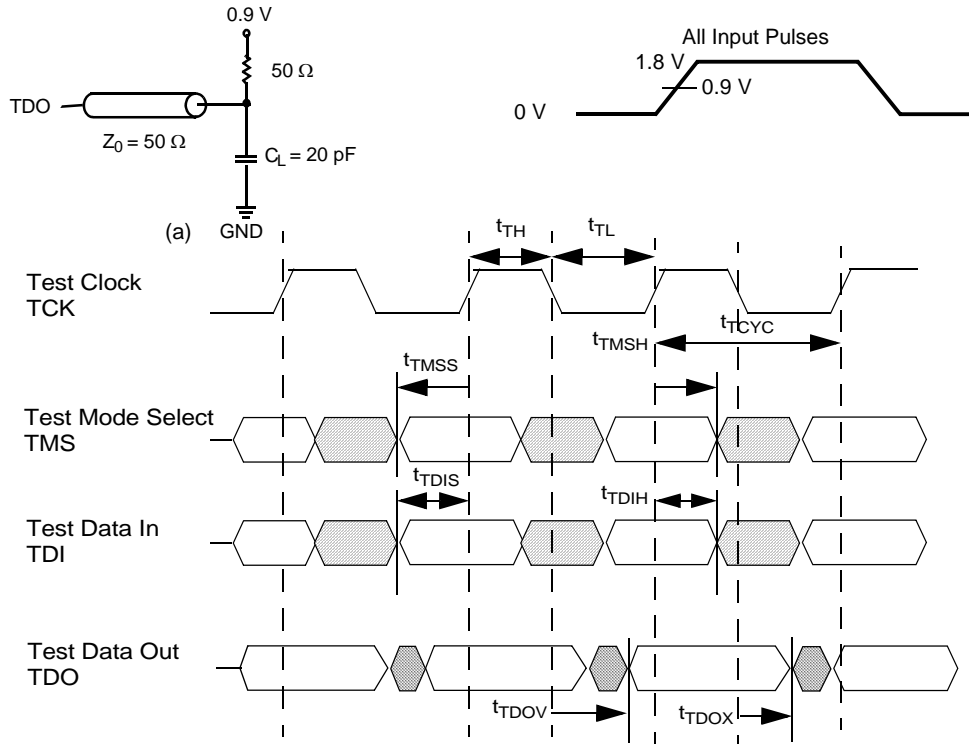 0.9 V
50 Ω
TDO
Z0 = 50 Ω
CL = 20 pF
(a)
GND
All Input Pulses
1.8 V
0.9 V
0 V
tTH
tTL
Test Clock
TCK
tTCYC
tTMSH
tTMSS
Test Mode Select
TMS
tTDIS
tTDIH
Test Data In
TDI
Test Data Out
TDO
tTDOV
tTDOX